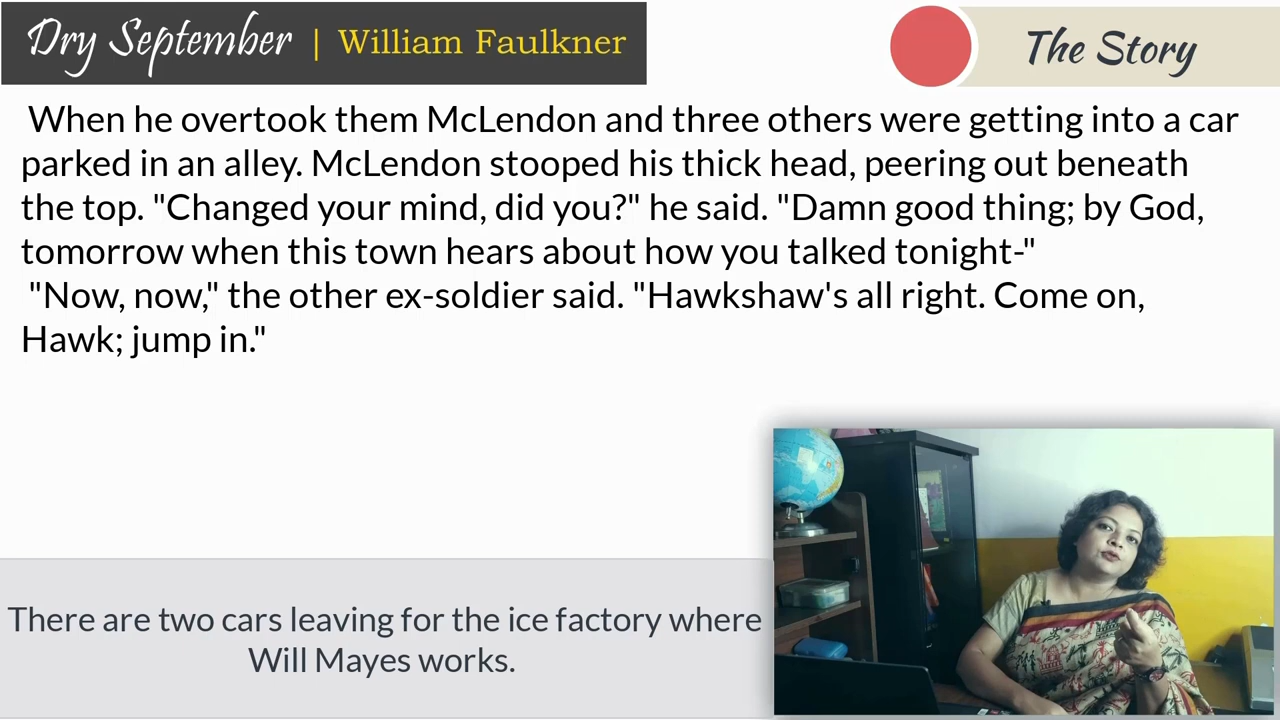 Dry September | William Faulkner
The Story
When he overtook them McLendon and three others were getting into a car
parked in an alley. McLendon stooped his thick head, peering out beneath
the top. "Changed your mind, did you?" he said. "Damn good thing; by God,
tomorrow when this town hears about how you talked tonight-"
"Now, now," the other ex-soldier said. "Hawkshaw's all right. Come on,
Hawk; jump in."
There are two cars leaving for the ice factory where
Will Mayes works.